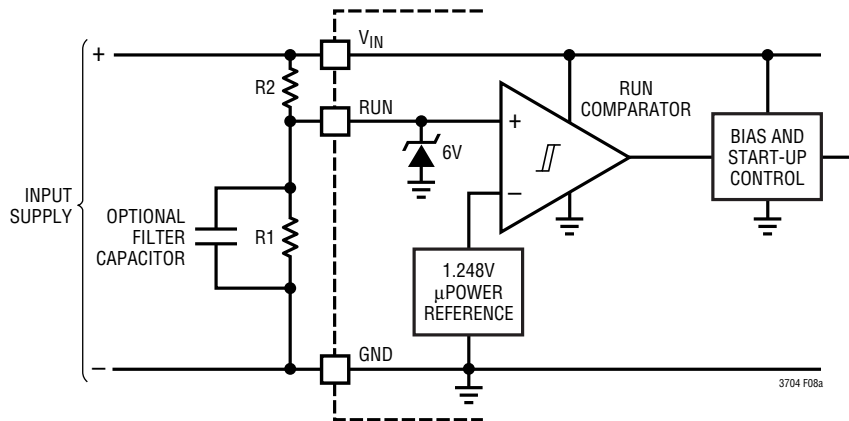 V_IN
+
R2
RUN
RUN
COMPARATOR
+
6V
BIAS AND
START-UP
CONTROL
−
INPUT
SUPPLY
OPTIONAL
FILTER
CAPACITOR
R1
1.248V
µPOWER
REFERENCE
GND
−
3704 F08a